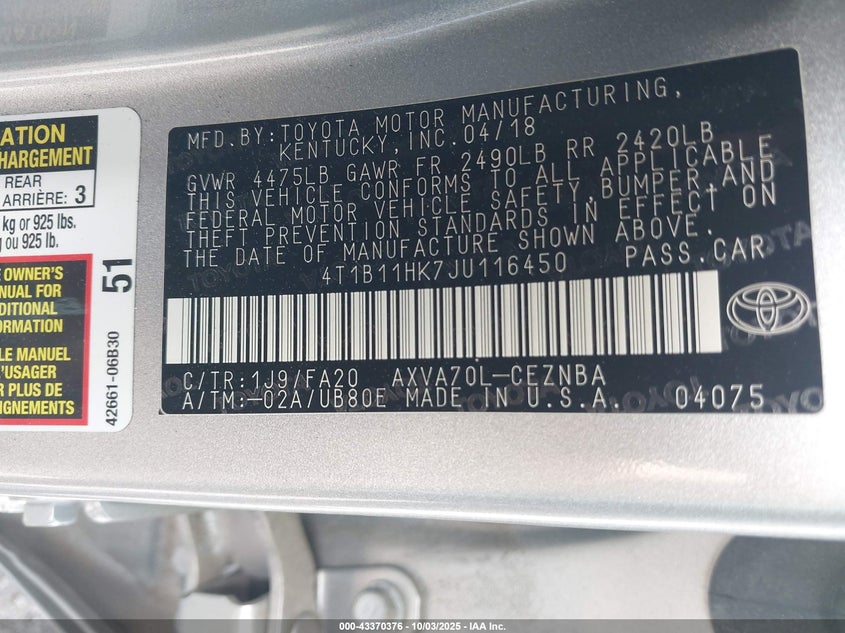 ATION
CHARGEMENT
REAR
ARRIÈRE: 3
kg or 925 lbs.
ou 925 lb.
OWNER'S
MANUAL FOR
ADDITIONAL
INFORMATION
LE MANUEL
L'USAGER
R PLUS DE
IGNEMENTS
51
42661-06B30
MFD.BY:TOYOTA MOTOR MANUFACTURING,
KENTUCKY, INC. 04/18
GVWR 4475LB GAWR FR 2490LB RR 2420LB
THIS VEHICLE CONFORMS TO ALL APPLICABLE
FEDERAL MOTOR VEHICLE SAFETY,BUMPER,AND
THEFT PREVENTION STANDARDS IN EFFECT ON
THE DATE OF MANUFACTURE SHOWN ABOVE.
4T1B11HK7JU116450 PASS.CAR
C/TR:1J9/FA20 AXVA70L-CEZNBA
A/TM:-02A/UB80E MADE IN U.S.A. 04075
000-43370376 - 10/03/2025 - IAA Inc.